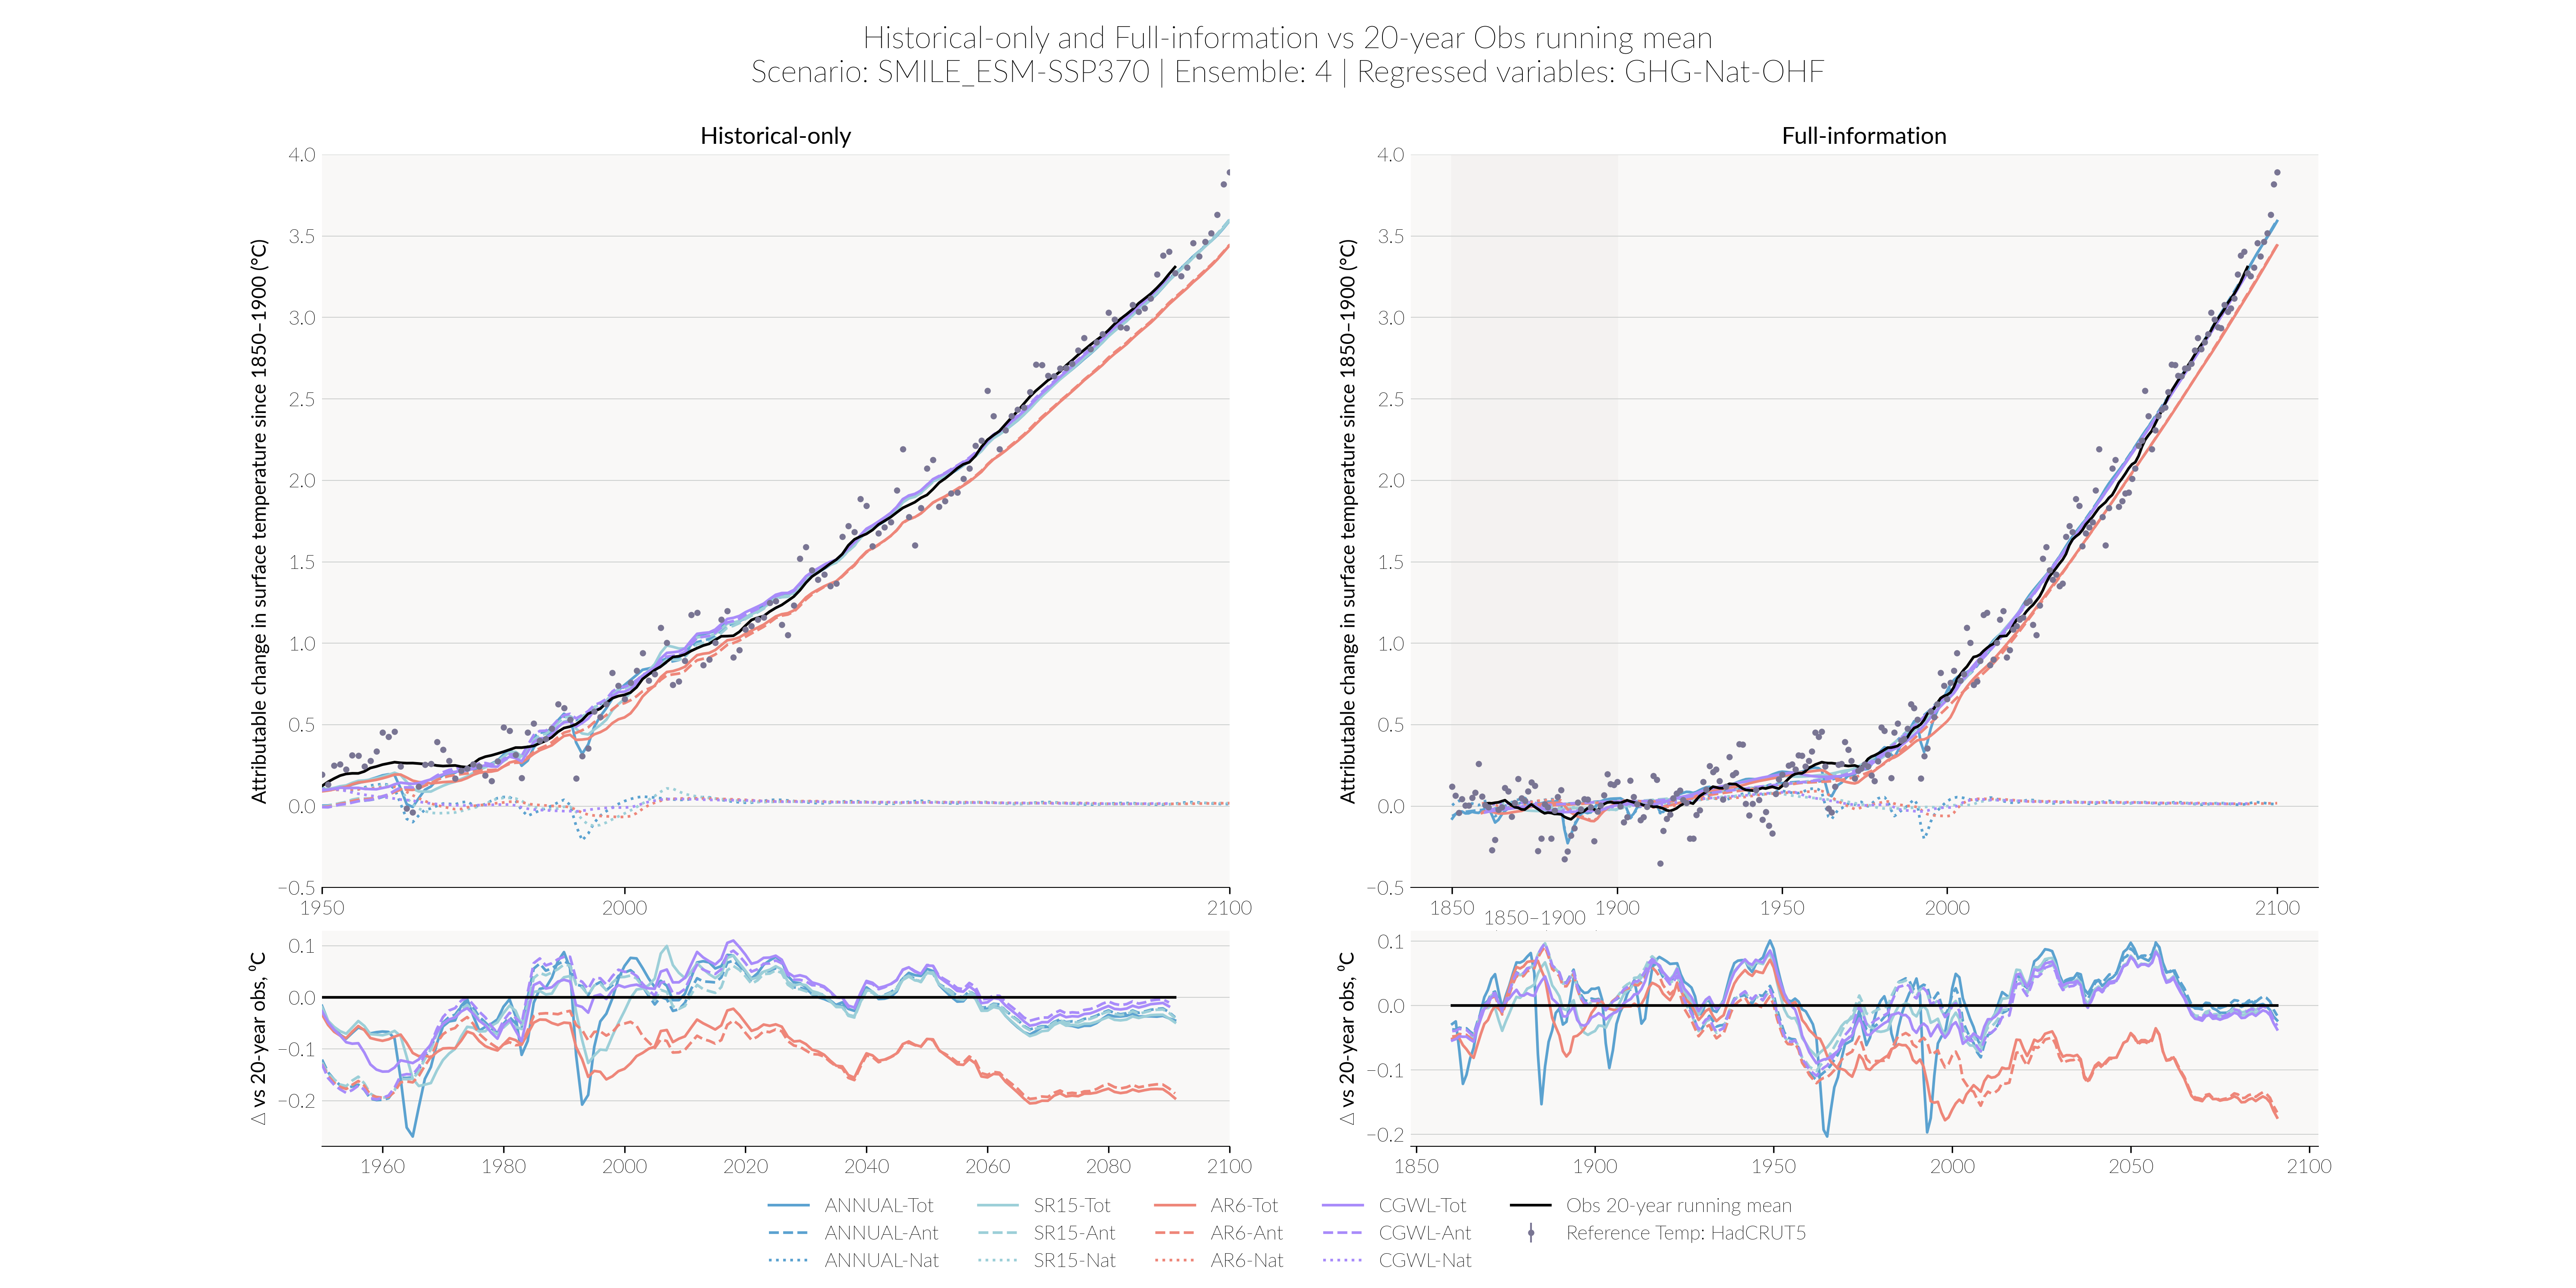 Historical-only and Full-information vs 20-year Obs running mean
Scenario: SMILE_ESM-SSP370 | Ensemble: 4 | Regressed variables: GHG-Nat-OHF
Historical-only
Attributable change in surface temperature since 1850–1900 (°C)
4.0
3.5
3.0
2.5
2.0
1.5
1.0
0.5
0.0
−0.5
1950 2000 2100
Δ vs 20-year obs, ⁰C
0.1
0.0
−0.1
−0.2
1960 1980 2000 2020 2040 2060 2080 2100
Full-information
Attributable change in surface temperature since 1850–1900 (°C)
4.0
3.5
3.0
2.5
2.0
1.5
1.0
0.5
0.0
−0.5
1850 1900 1950 2000 2100
1850–1900
Δ vs 20-year obs, ⁰C
0.1
0.0
−0.1
−0.2
1850 1900 1950 2000 2050 2100
ANNUAL-Tot SR15-Tot AR6-Tot CGWL-Tot Obs 20-year running mean
ANNUAL-Ant SR15-Ant AR6-Ant CGWL-Ant Reference Temp: HadCRUT5
ANNUAL-Nat SR15-Nat AR6-Nat CGWL-Nat